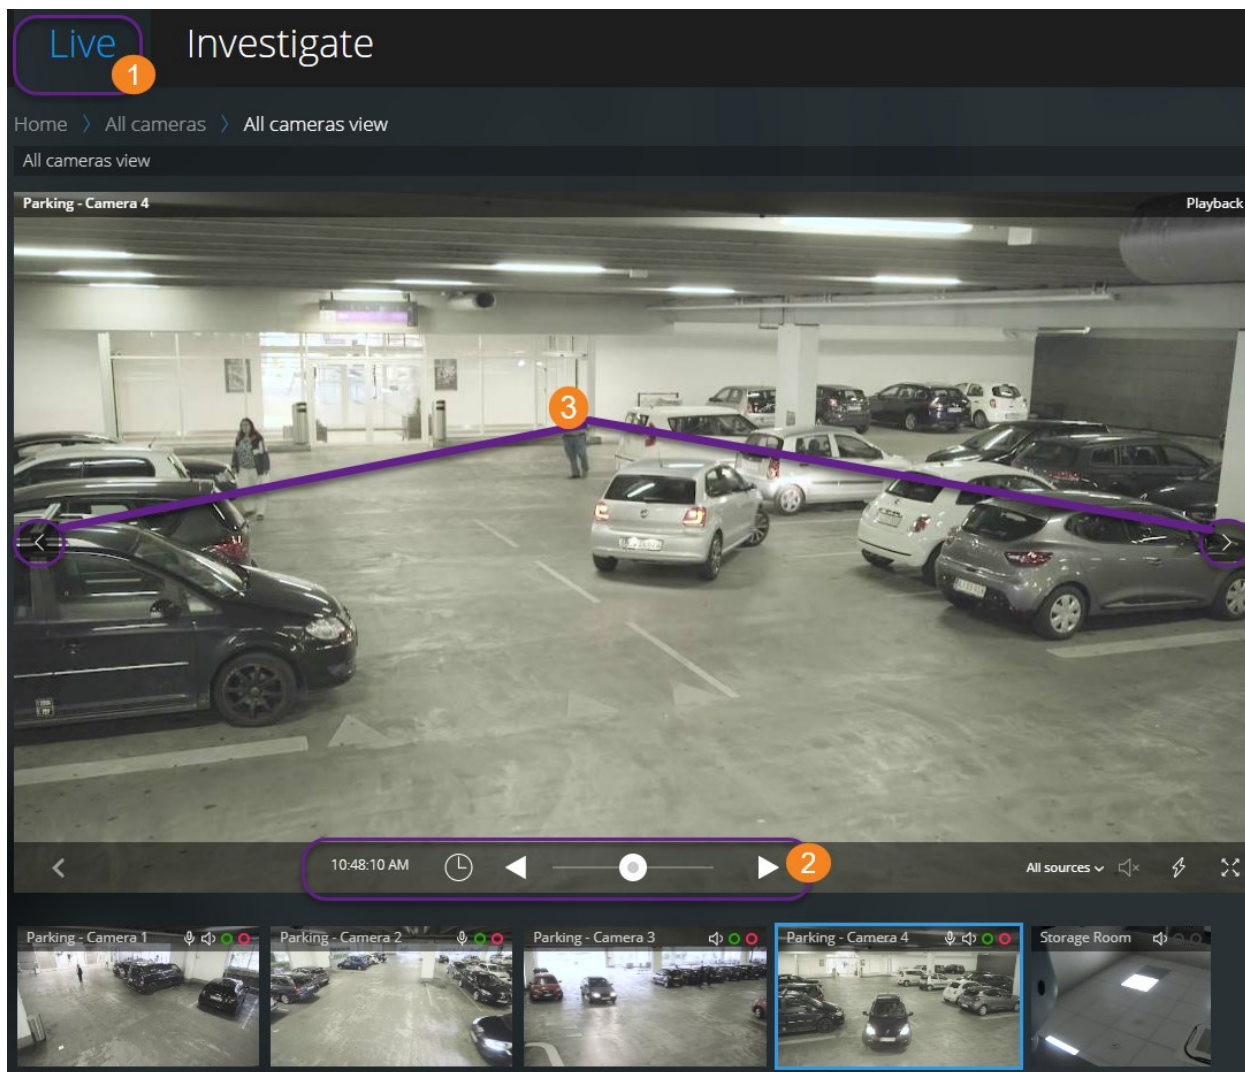 Live
1
Investigate
Home > All cameras > All cameras view
All cameras view
Parking - Camera 4
Playback
3
10:48:10 AM
2
All sources
Parking - Camera 1
Parking - Camera 2
Parking - Camera 3
Parking - Camera 4
Storage Room